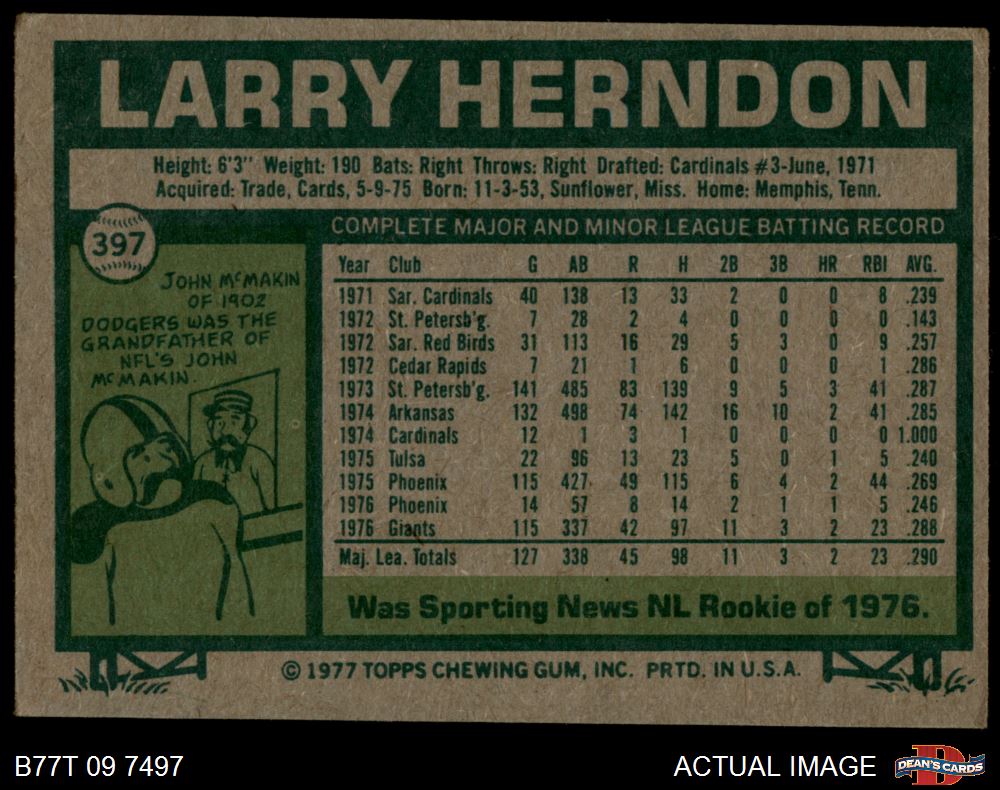 LARRY HERNDON
Height: 6'3" Weight: 190 Bats: Right Throws: Right Drafted: Cardinals #3-June, 1971
Acquired: Trade, Cards, 5-9-75 Born: 11-3-53, Sunflower, Miss. Home: Memphis, Tenn.
397
JOHN McMAKIN
OF 1902
DODGERS WAS THE
GRANDFATHER OF
NFL'S JOHN
McMAKIN.
COMPLETE MAJOR AND MINOR LEAGUE BATTING RECORD
Year Club G AB R H 2B 3B HR RBI AVG.
1971 Sar. Cardinals 40 138 13 33 2 0 0 8 .239
1972 St. Petersb'g. 7 28 2 4 0 0 0 0 .143
1972 Sar. Red Birds 31 113 16 29 5 3 0 9 .257
1972 Cedar Rapids 7 21 1 6 0 0 0 1 .286
1973 St. Petersb'g. 141 485 83 139 9 5 3 41 .287
1974 Arkansas 132 498 74 142 16 10 2 41 .285
1974 Cardinals 12 1 3 1 0 0 0 0 1.000
1975 Tulsa 22 96 13 23 5 0 1 5 .240
1975 Phoenix 115 427 49 115 6 4 2 44 .269
1976 Phoenix 14 57 8 14 2 1 1 5 .246
1976 Giants 115 337 42 97 11 3 2 23 .288
Maj. Lea. Totals 127 338 45 98 11 3 2 23 .290
Was Sporting News NL Rookie of 1976.
© 1977 TOPPS CHEWING GUM, INC. PRTD. IN U.S.A.
B77T 09 7497
ACTUAL IMAGE
DEAN'S CARDS